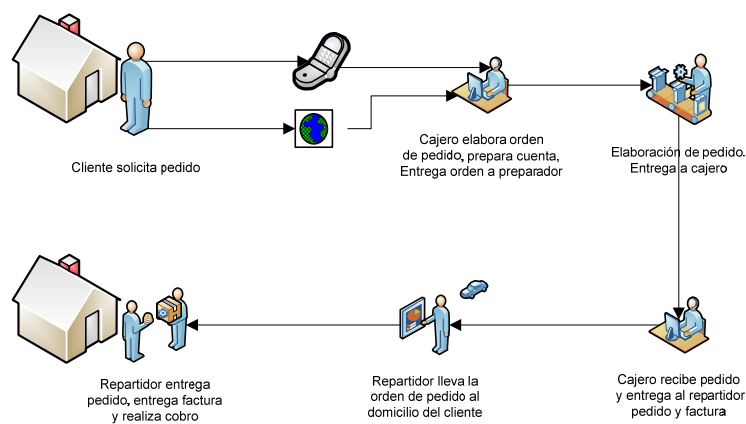 Cliente solicita pedido
Cajero elabora orden
de pedido, prepara cuenta,
Entrega orden a preparador
Elaboración de pedido.
Entrega a cajero
Repartidor entrega
pedido, entrega factura
y realiza cobro
Repartidor lleva la
orden de pedido al
domicilio del cliente
Cajero recibe pedido
y entrega al repartidor
pedido y factura